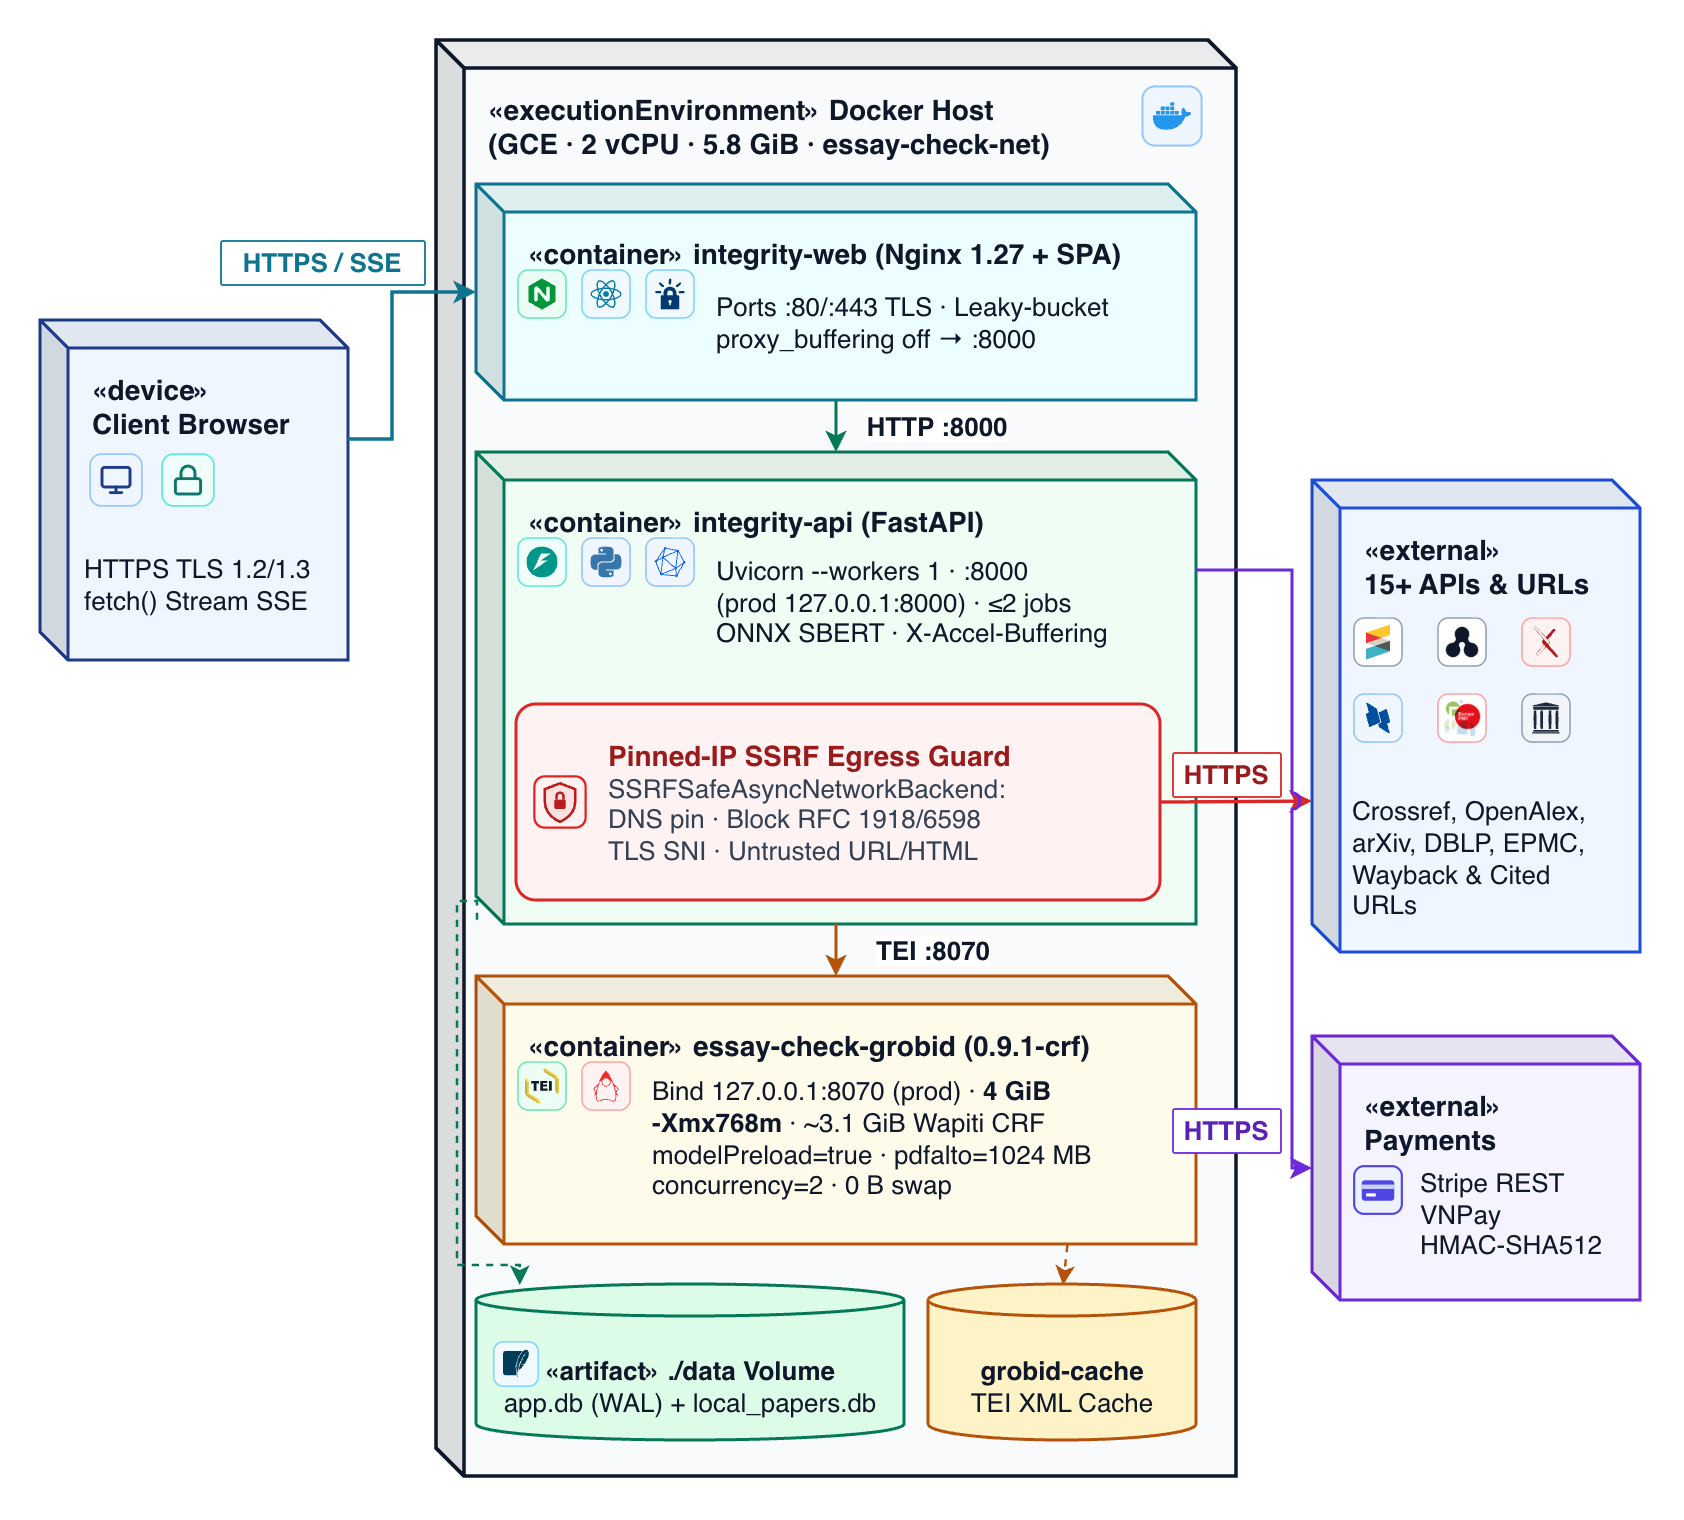 «executionEnvironment» Docker Host
(GCE · 2 vCPU · 5.8 GiB · essay-check-net)
HTTPS / SSE
«container» integrity-web (Nginx 1.27 + SPA)
Ports :80/:443 TLS · Leaky-bucket
proxy_buffering off → :8000
«device»
Client Browser
HTTPS TLS 1.2/1.3
fetch() Stream SSE
HTTP :8000
«container» integrity-api (FastAPI)
Uvicorn --workers 1 · :8000
(prod 127.0.0.1:8000) · ≤2 jobs
ONNX SBERT · X-Accel-Buffering
Pinned-IP SSRF Egress Guard
SSRFSafeAsyncNetworkBackend:
DNS pin · Block RFC 1918/6598
TLS SNI · Untrusted URL/HTML
HTTPS
«external»
15+ APIs & URLs
Crossref, OpenAlex,
arXiv, DBLP, EPMC,
Wayback & Cited
URLs
TEI :8070
«container» essay-check-grobid (0.9.1-crf)
TEI
Bind 127.0.0.1:8070 (prod) · 4 GiB
-Xmx768m · ~3.1 GiB Wapiti CRF
modelPreload=true · pdfalto=1024 MB
concurrency=2 · 0 B swap
HTTPS
«external»
Payments
Stripe REST
VNPay
HMAC-SHA512
«artifact» ./data Volume
app.db (WAL) + local_papers.db
grobid-cache
TEI XML Cache